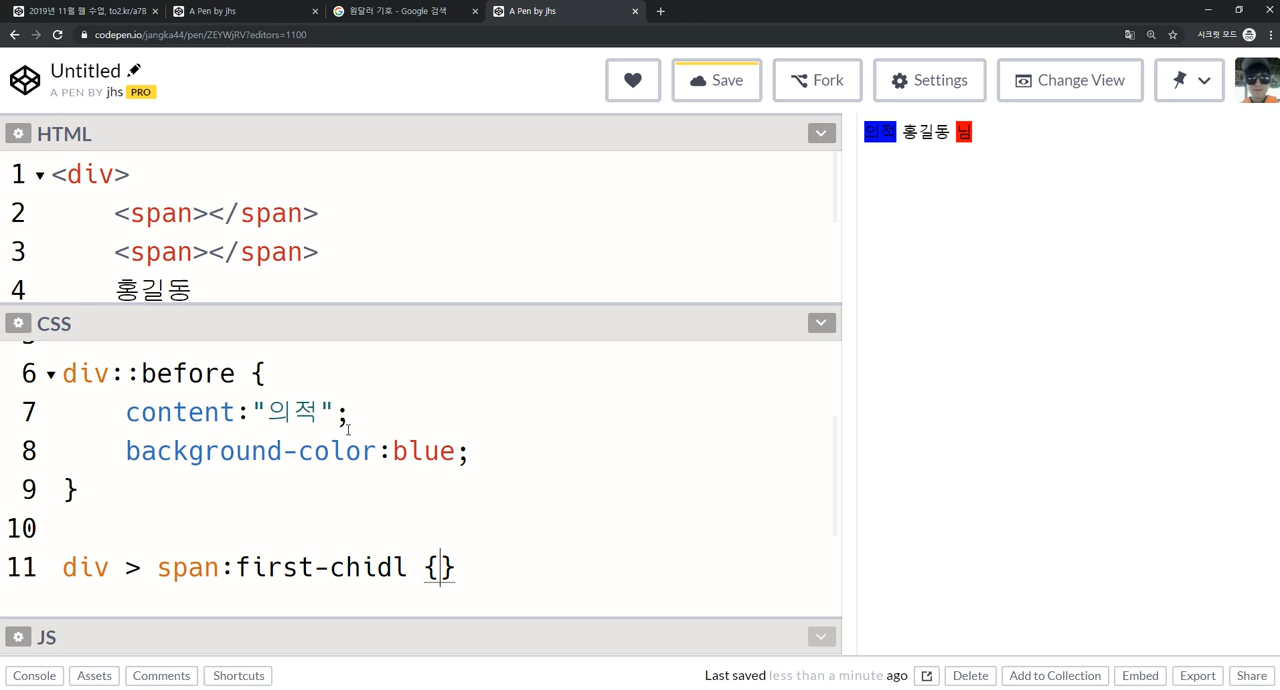 2019년 11월 웹 수업, to2.kr/a7B
A Pen by jhs
원달러 기호 - Google 검색
A Pen by jhs
codepen.io/jangka44/pen/ZEYWjRV?editors=1100
시크릿 모드
Untitled
A PEN BY jhs PRO
Save
Fork
Settings
Change View
HTML
1 <div>
2 <span></span>
3 <span></span>
4 홍길동
의적 홍길동 님
CSS
6 div::before {
7 content:"의적";
8 background-color:blue;
9 }
10
11 div > span:first-chidl {}
JS
Console Assets Comments Shortcuts
Last saved less than a minute ago
Delete Add to Collection Embed Export Share